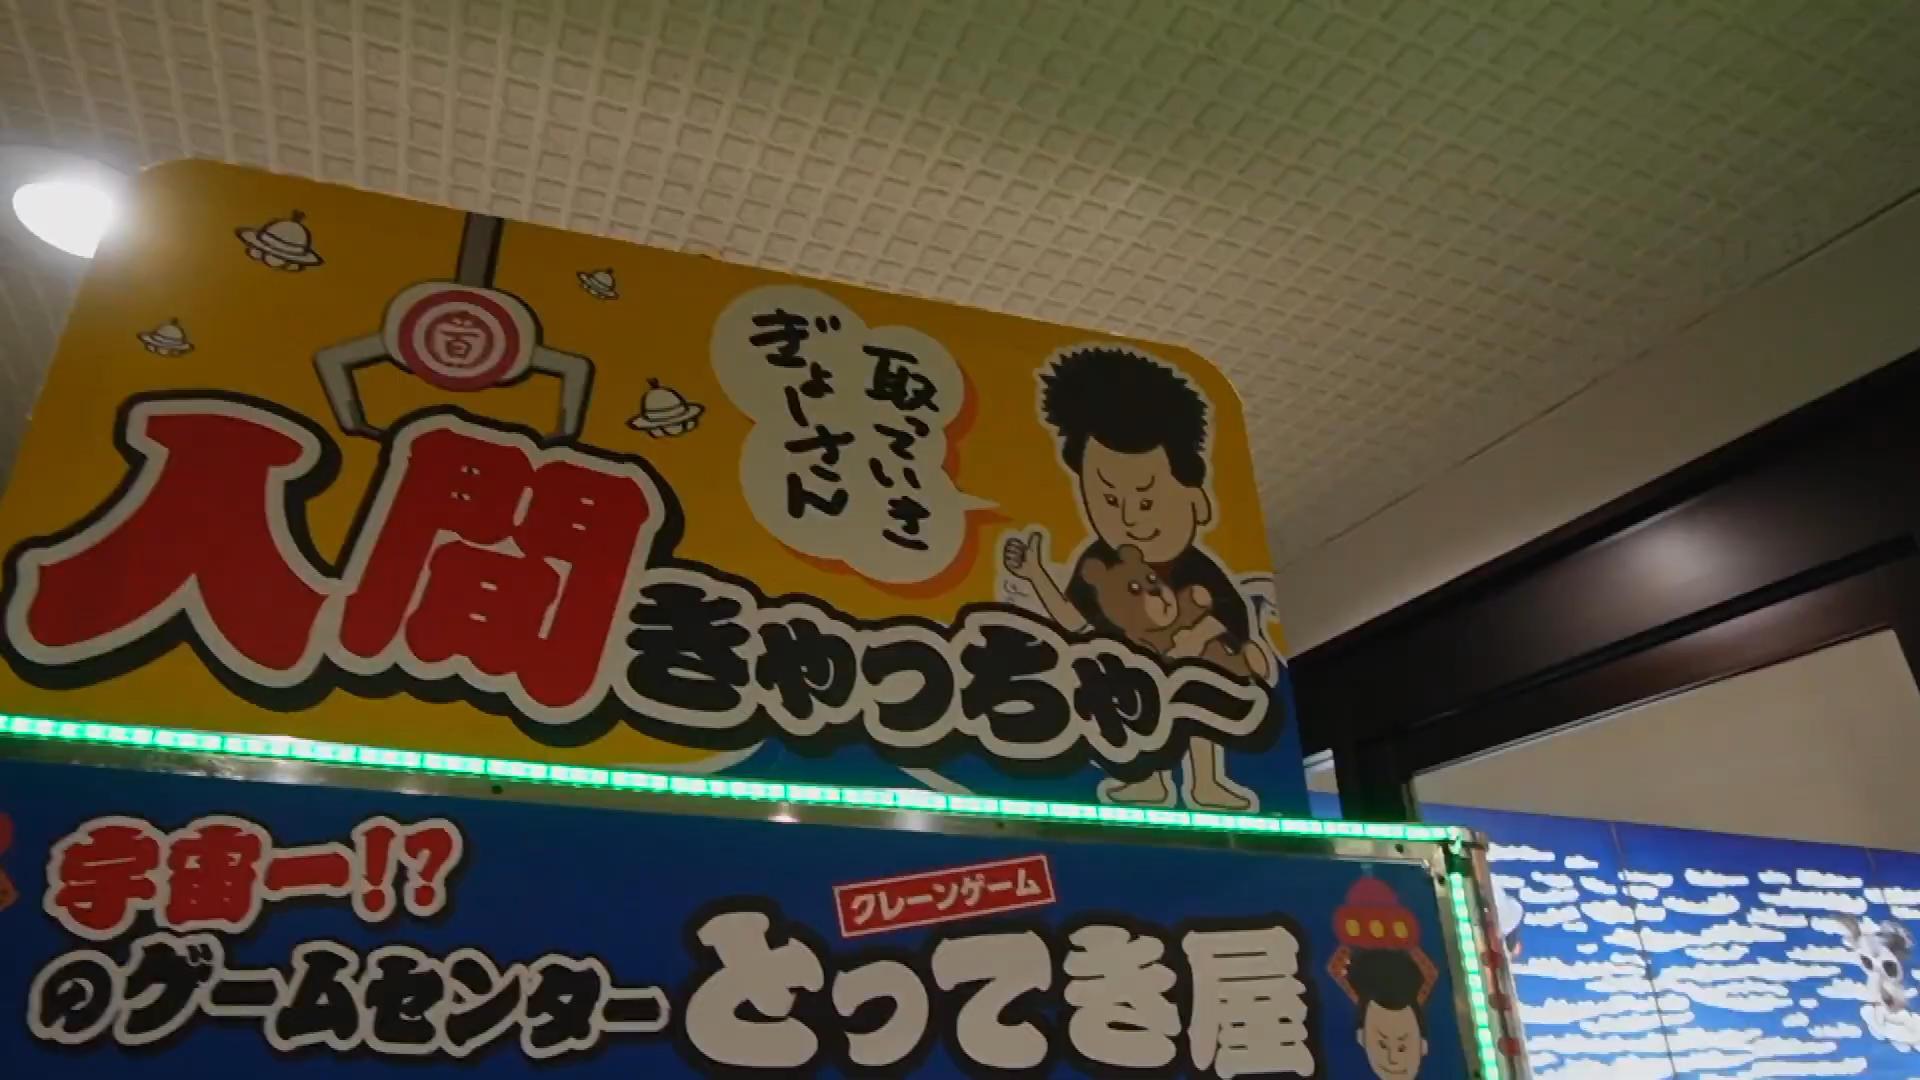 百
取っていき
ぎょーさん
人間きゃっちゃ～
宇宙一!?
のゲームセンター
クレーンゲーム
とってき屋